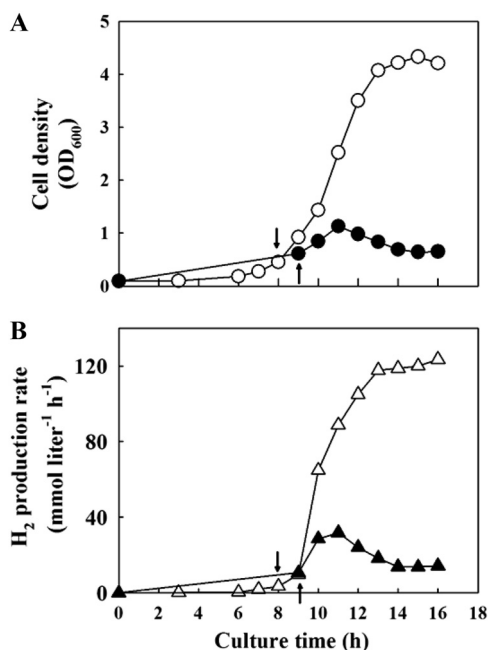 A
Cell density
(OD600)
5
4
3
2
1
0
B
H2 production rate
(mmol liter-1 h-1)
120
80
40
0
0 2 4 6 8 10 12 14 16 18
Culture time (h)